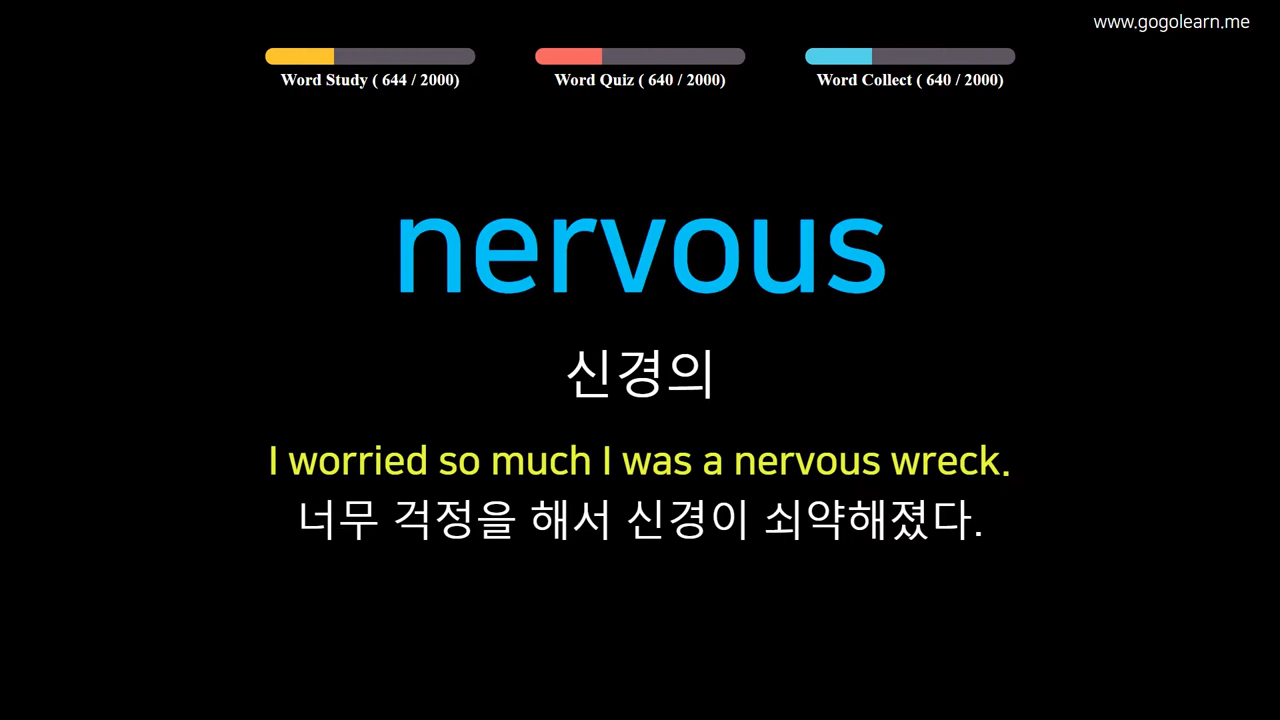 www.gogolearn.me
Word Study ( 644 / 2000)
Word Quiz ( 640 / 2000)
Word Collect ( 640 / 2000)
nervous
신경의
I worried so much I was a nervous wreck.
너무 걱정을 해서 신경이 쇠약해졌다.